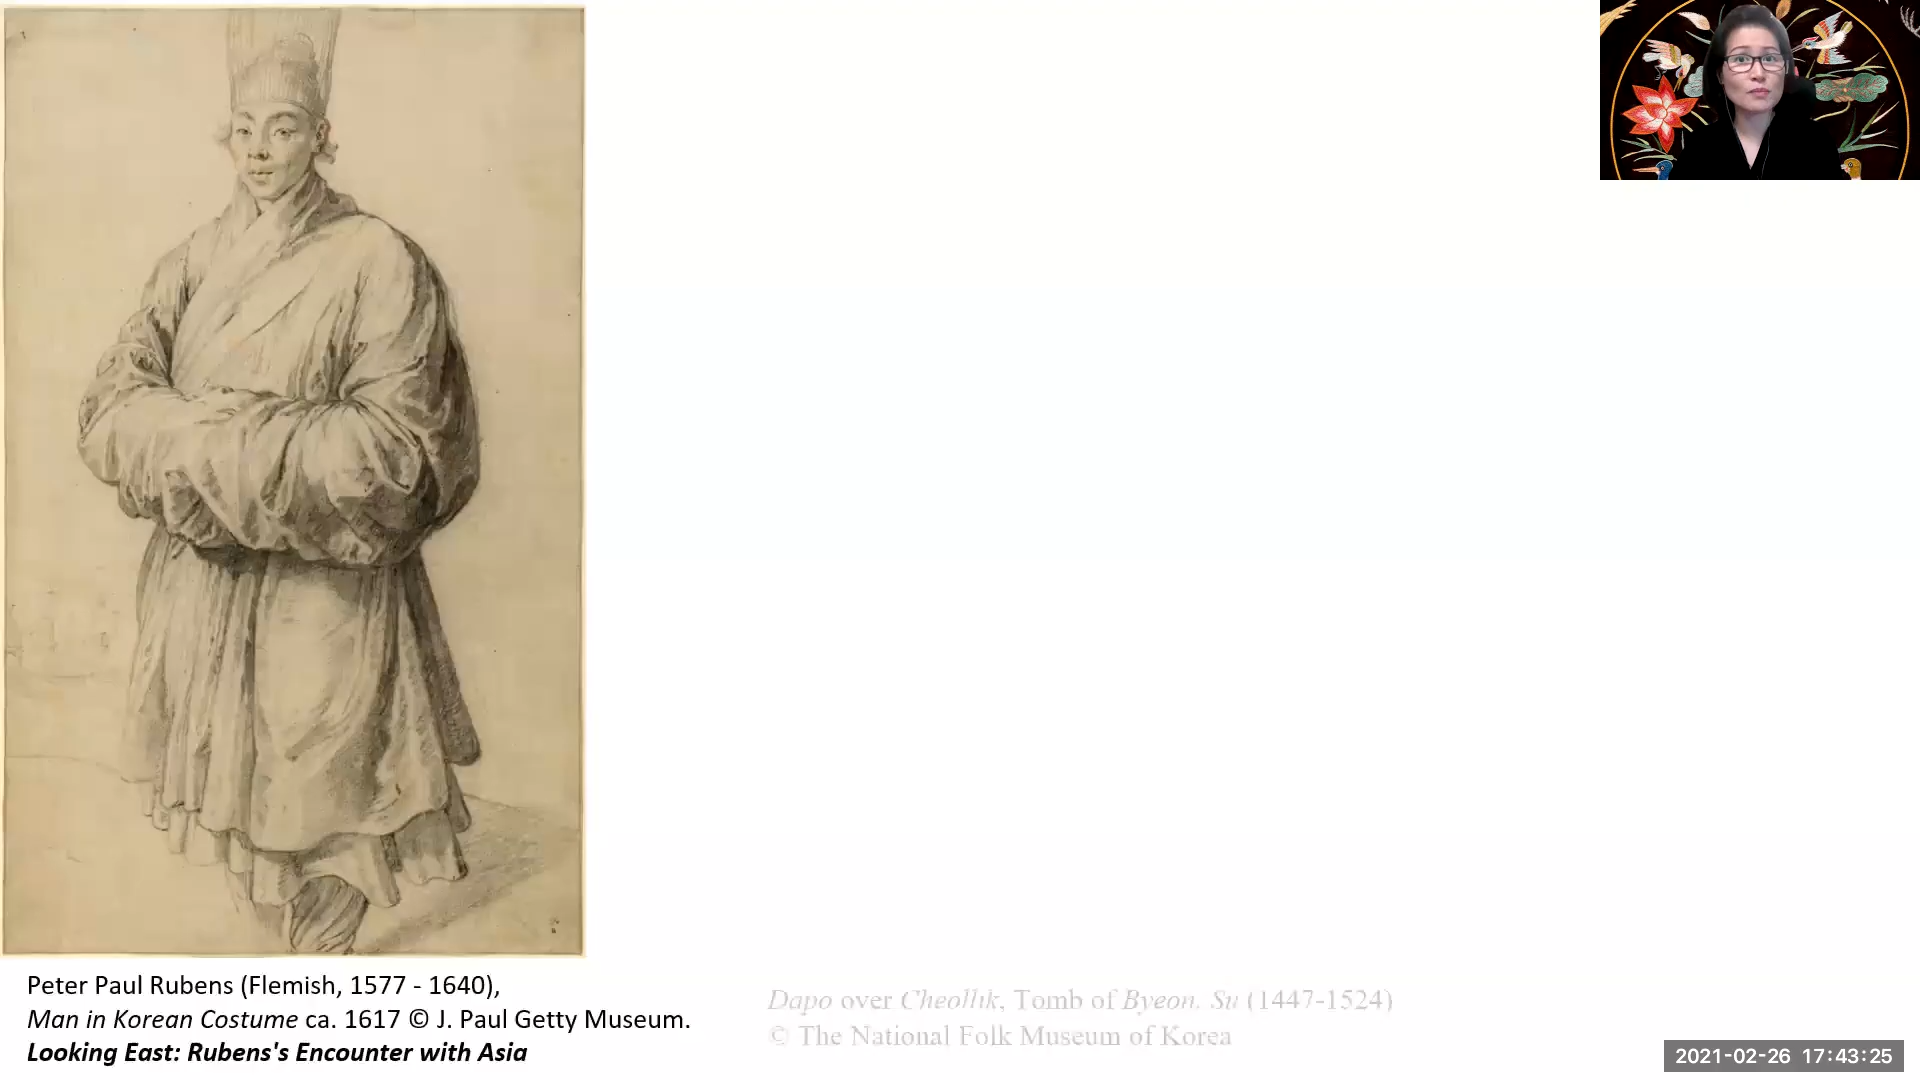 Peter Paul Rubens (Flemish, 1577 - 1640),
Man in Korean Costume ca. 1617 © J. Paul Getty Museum.
Looking East: Rubens's Encounter with Asia
Dapo over Cheollik, Tomb of Byeon. Su (1447-1524)
© The National Folk Museum of Korea
2021-02-26 17:43:25